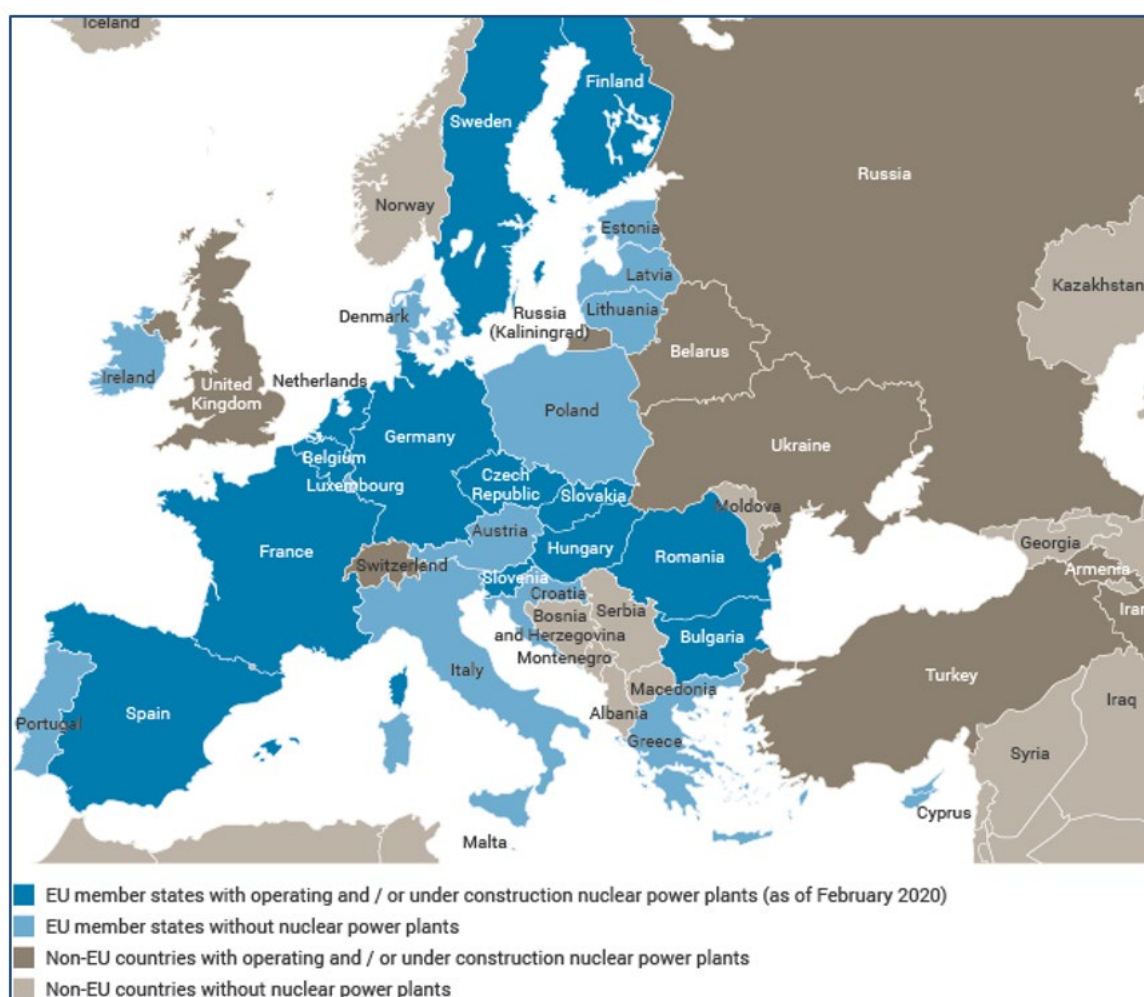 Iceland
Finland
Sweden
Russia
Norway
Estonia
Kazakhstan
Latvia
Denmark
Russia
(Kaliningrad)
Lithuania
Belarus
Ireland
United
Kingdom
Netherlands
Poland
Germany
Ukraine
Belgium
Czech
Republic
Luxembourg
Slovakia
Moldova
Austria
France
Hungary
Romania
Georgia
Switzerland
Armenia
Slovenia
Croatia
Bosnia
and Herzegovina
Serbia
Iran
Bulgaria
Montenegro
Italy
Turkey
Macedonia
Iraq
Spain
Albania
Portugal
Greece
Syria
Cyprus
Malta
EU member states with operating and / or under construction nuclear power plants (as of February 2020)
EU member states without nuclear power plants
Non-EU countries with operating and / or under construction nuclear power plants
Non-EU countries without nuclear power plants